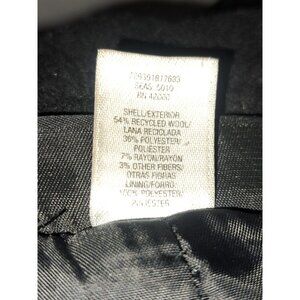 SHELL/EXTERIOR
54% RECYCLED WOOL/
LANA RECICLADA
36% POLYESTER/
POLIESTER
7% RAYON/RAYÓN
3% OTHER FIBERS/
OTRAS FIBRAS
LINING/FORRO:
100% POLYESTER/
POLIESTER